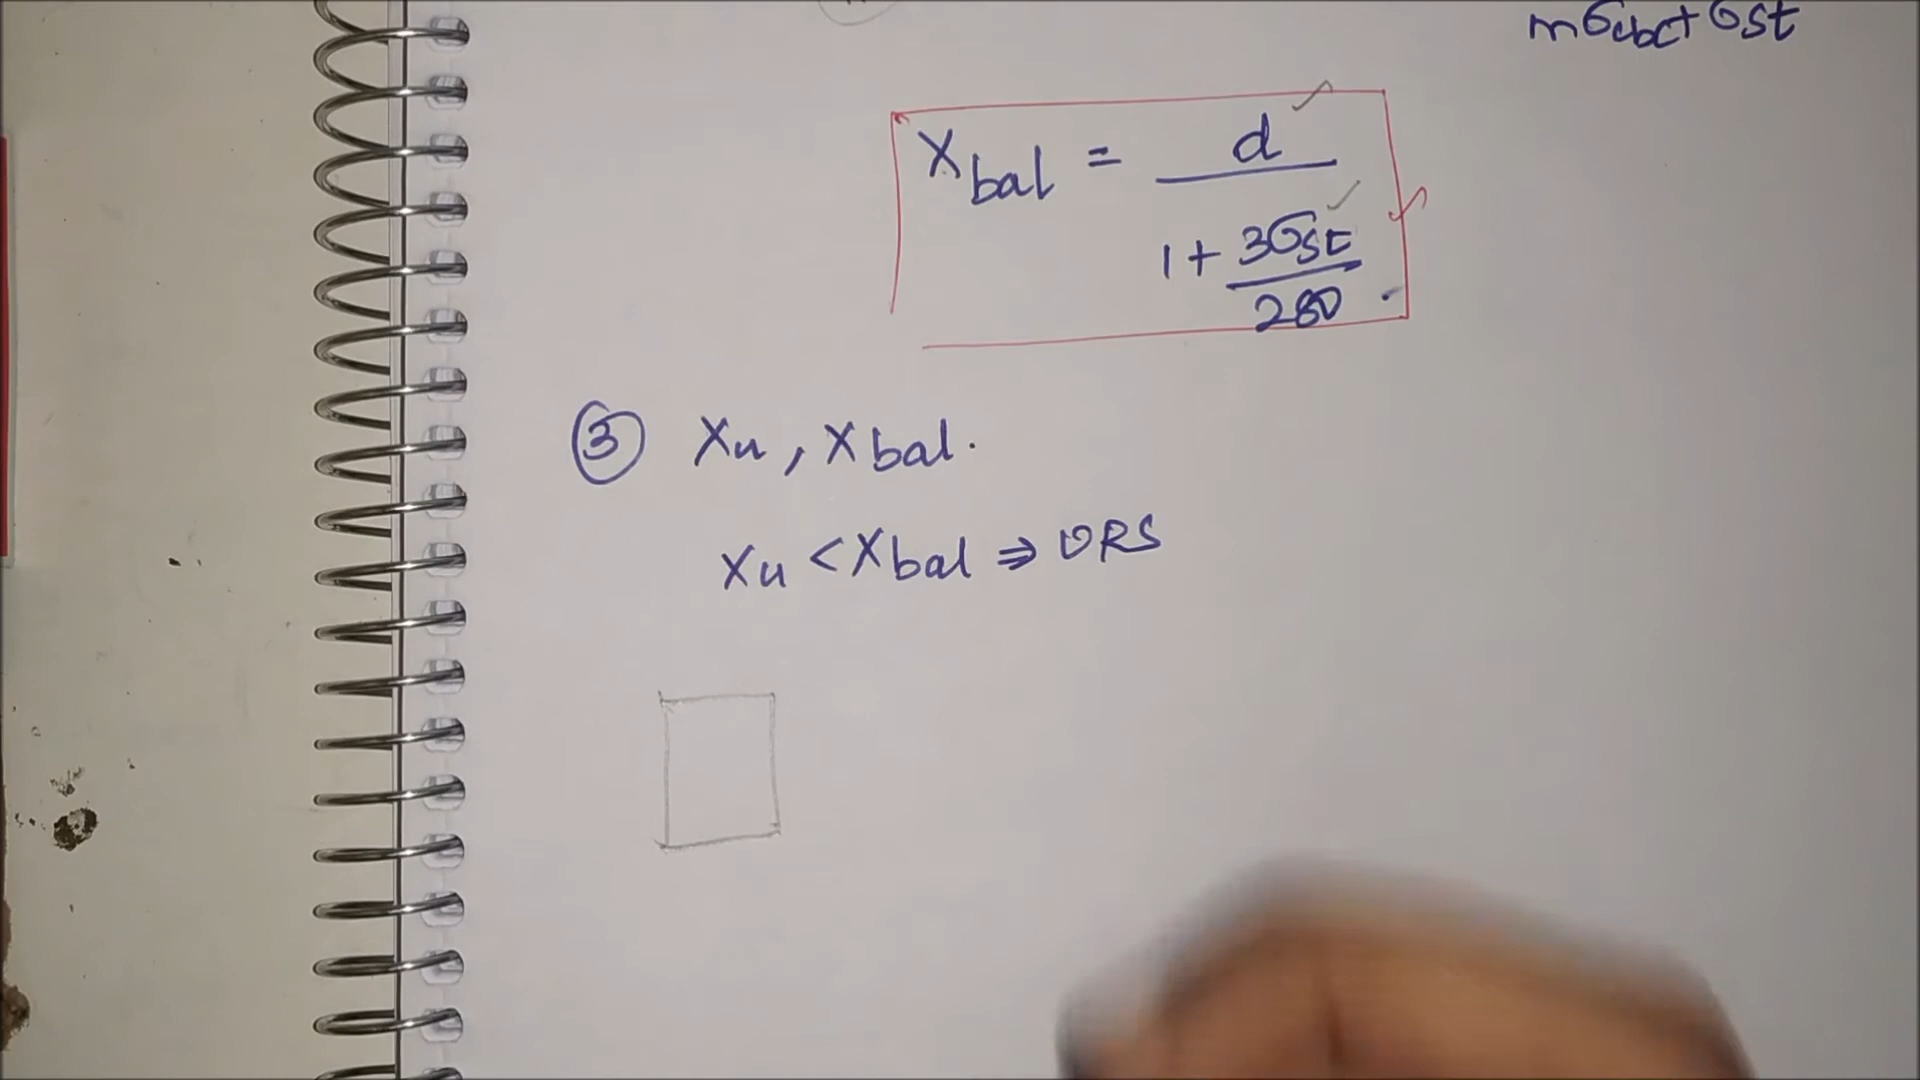 mσcbc+σst
xbal = d
1+ 3σst
280
③ xu, xbal.
xu < xbal ⇒ URS